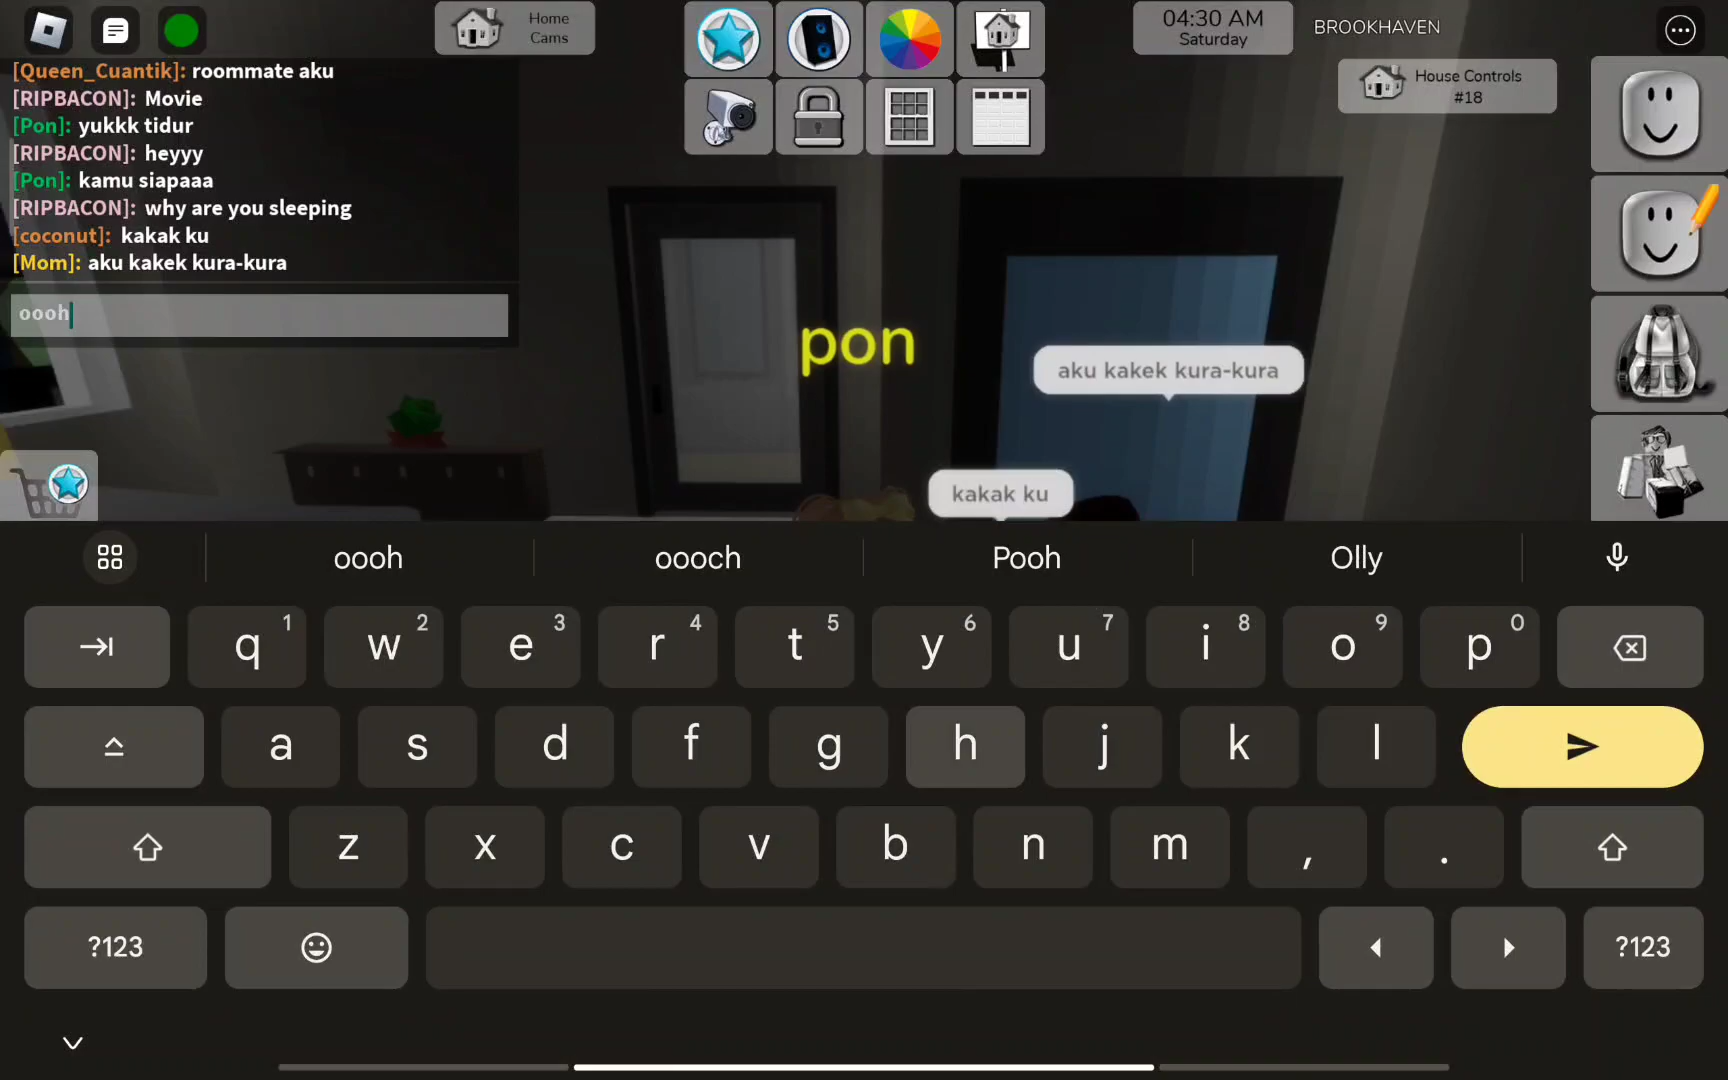 Home
Cams
04:30 AM
Saturday
BROOKHAVEN
House Controls
#18
[Queen_Cuantik]: roommate aku
[RIPBACON]: Movie
[Pon]: yukkk tidur
[RIPBACON]: heyyy
[Pon]: kamu siapaaa
[RIPBACON]: why are you sleeping
[coconut]: kakak ku
[Mom]: aku kakek kura-kura
oooh
pon
aku kakek kura-kura
kakak ku
oooh oooch Pooh Olly
q 1 w 2 e 3 r 4 t 5 y 6 u 7 i 8 o 9 p 0
a s d f g h j k l
z x c v b n m , .
?123 ?123